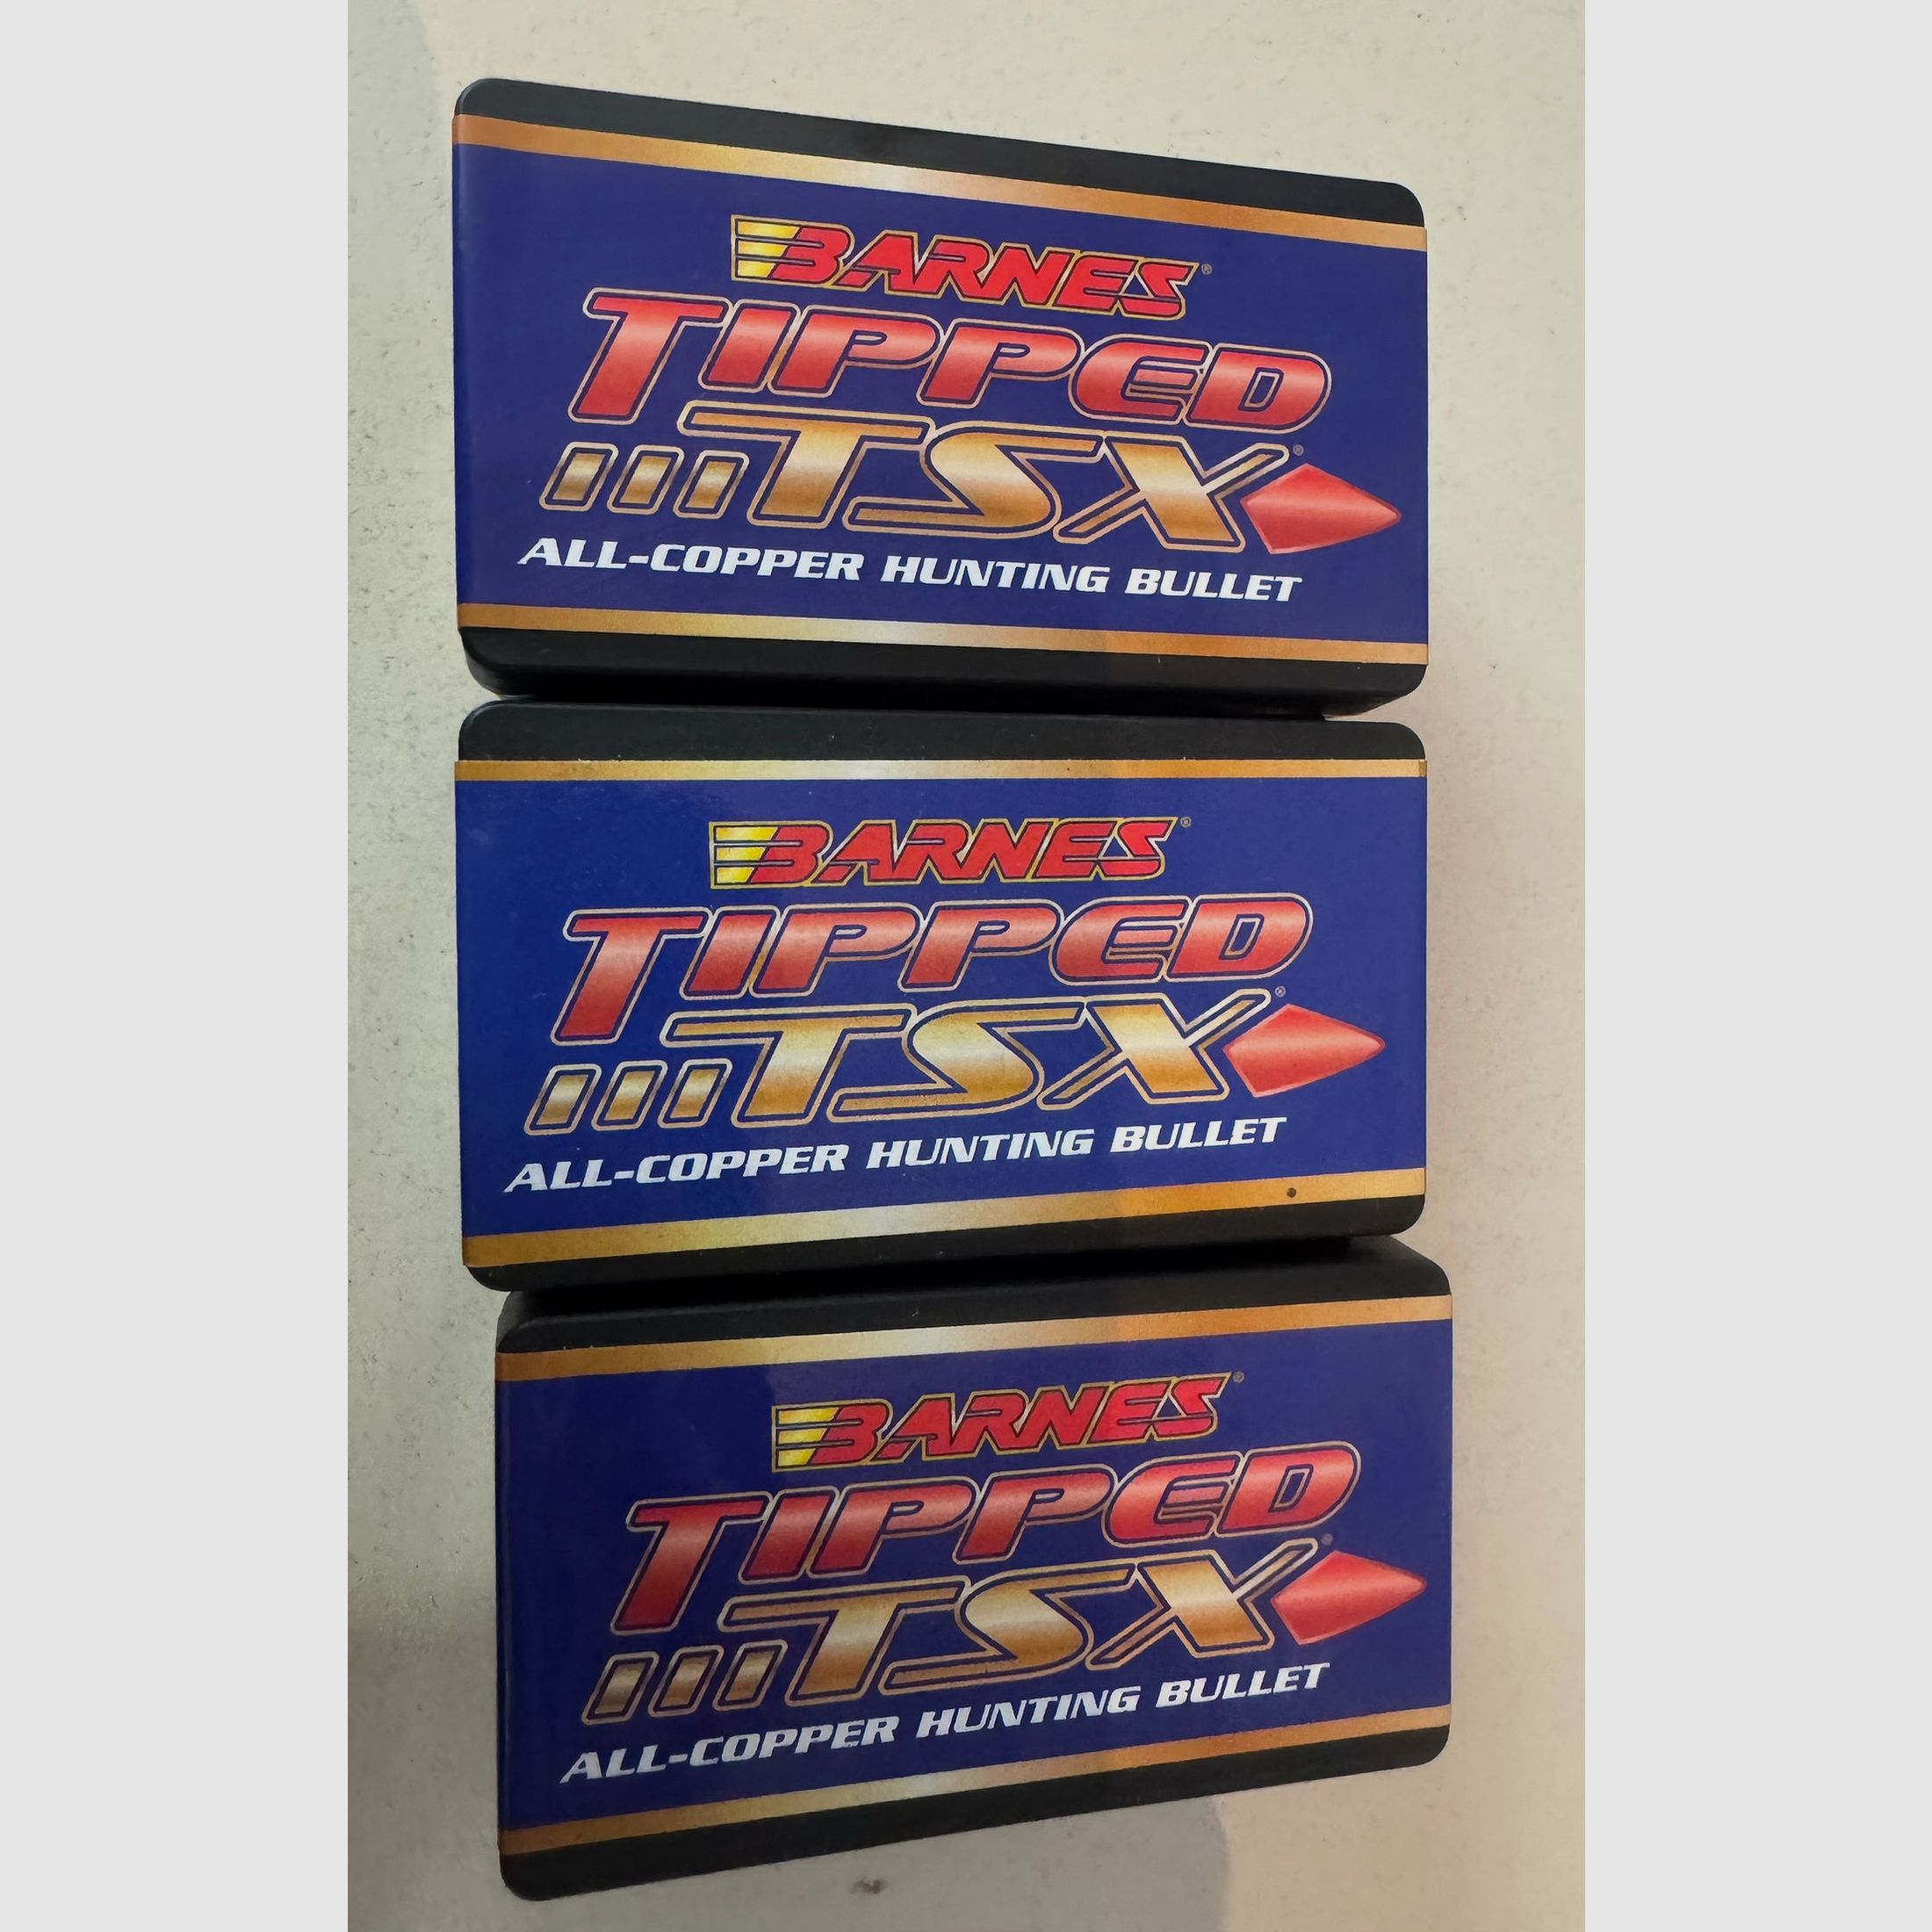 BARNES®
TIPPED
TSX®
ALL-COPPER HUNTING BULLET
BARNES®
TIPPED
TSX®
ALL-COPPER HUNTING BULLET
BARNES®
TIPPED
TSX®
ALL-COPPER HUNTING BULLET